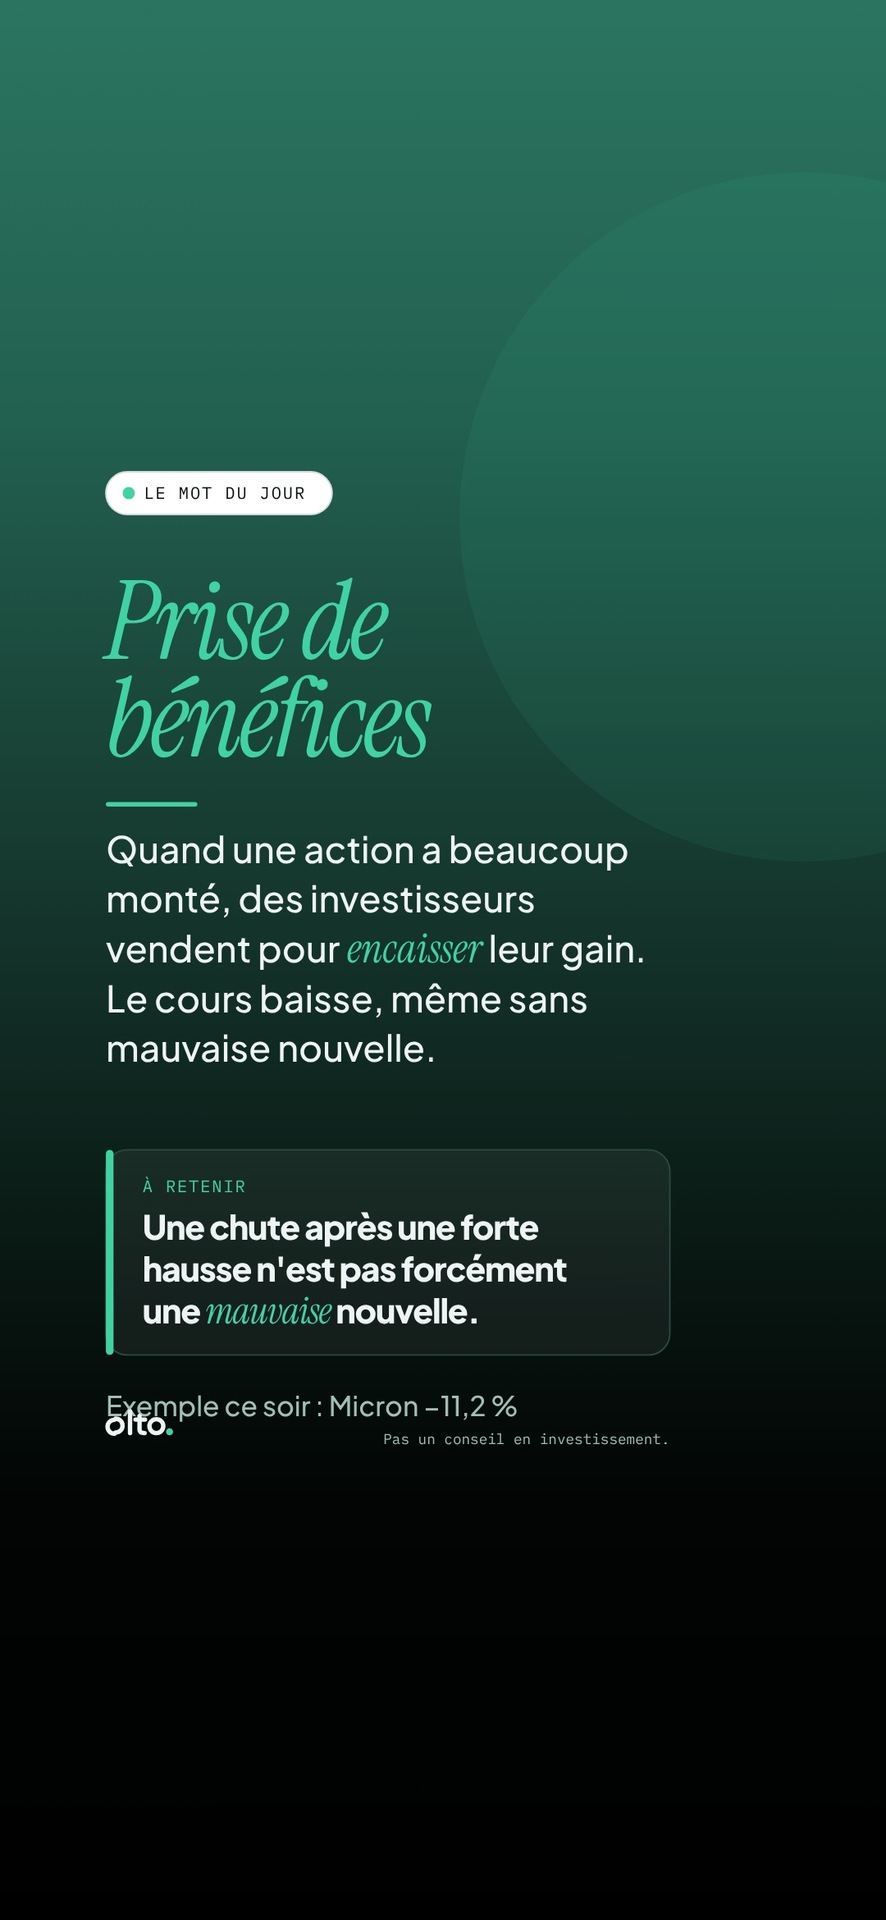 LE MOT DU JOUR
Prise de
bénéfices
Quand une action a beaucoup
monté, des investisseurs
vendent pour encaisser leur gain.
Le cours baisse, même sans
mauvaise nouvelle.
À RETENIR
Une chute après une forte
hausse n'est pas forcément
une mauvaise nouvelle.
Exemple ce soir : Micron −11,2 %
olto.
Pas un conseil en investissement.